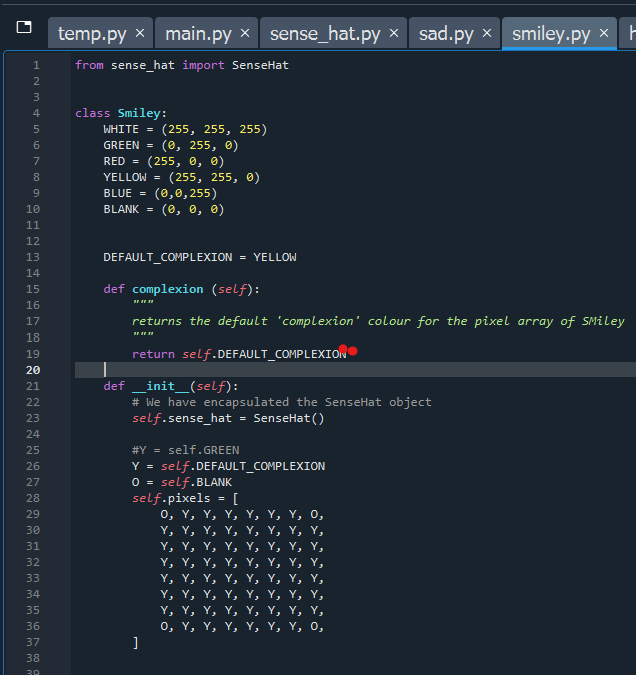 temp.py × main.py × sense_hat.py × sad.py × smiley.py × h
1 from sense_hat import SenseHat
2
3
4 class Smiley:
5 WHITE = (255, 255, 255)
6 GREEN = (0, 255, 0)
7 RED = (255, 0, 0)
8 YELLOW = (255, 255, 0)
9 BLUE = (0,0,255)
10 BLANK = (0, 0, 0)
11
12
13 DEFAULT_COMPLEXION = YELLOW
14
15 def complexion (self):
16 """
17 returns the default 'complexion' colour for the pixel array of SMiley
18 """
19 return self.DEFAULT_COMPLEXION
20
21 def __init__(self):
22 # We have encapsulated the SenseHat object
23 self.sense_hat = SenseHat()
24
25 #Y = self.GREEN
26 Y = self.DEFAULT_COMPLEXION
27 O = self.BLANK
28 self.pixels = [
29 O, Y, Y, Y, Y, Y, Y, O,
30 Y, Y, Y, Y, Y, Y, Y, Y,
31 Y, Y, Y, Y, Y, Y, Y, Y,
32 Y, Y, Y, Y, Y, Y, Y, Y,
33 Y, Y, Y, Y, Y, Y, Y, Y,
34 Y, Y, Y, Y, Y, Y, Y, Y,
35 Y, Y, Y, Y, Y, Y, Y, Y,
36 O, Y, Y, Y, Y, Y, Y, O,
37 ]
38
39